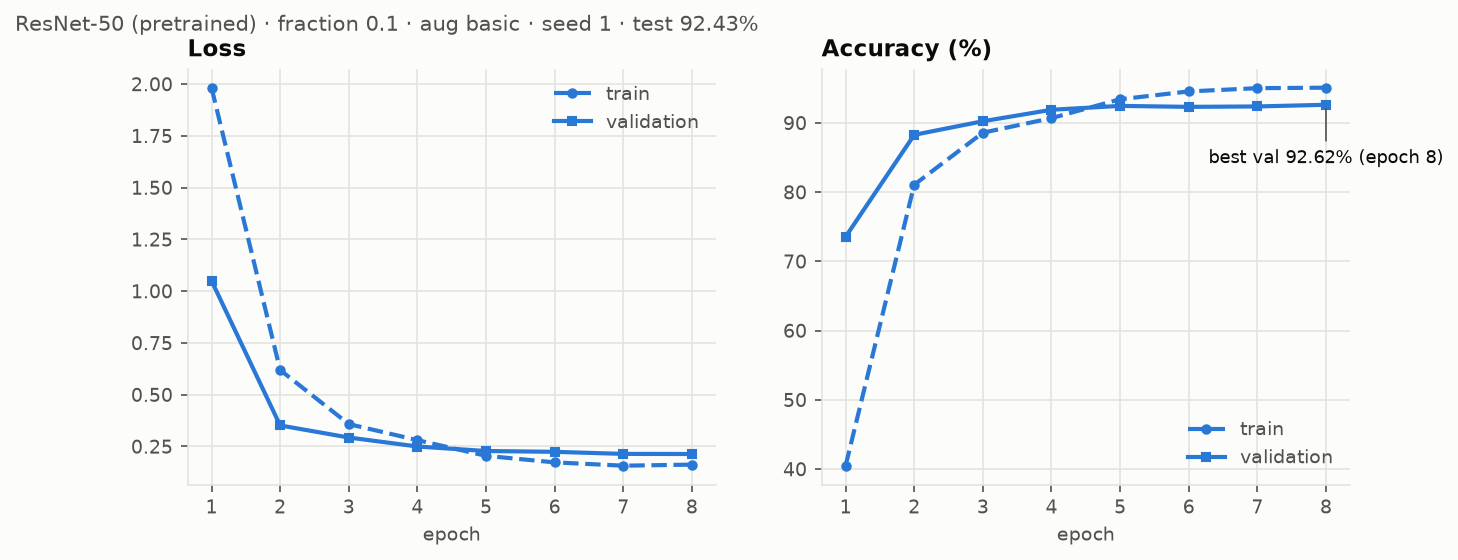 ResNet-50 (pretrained) · fraction 0.1 · aug basic · seed 1 · test 92.43%
Loss
2.00
1.75
1.50
1.25
1.00
0.75
0.50
0.25
train
validation
1 2 3 4 5 6 7 8
epoch
Accuracy (%)
90
80
70
60
50
40
best val 92.62% (epoch 8)
train
validation
1 2 3 4 5 6 7 8
epoch